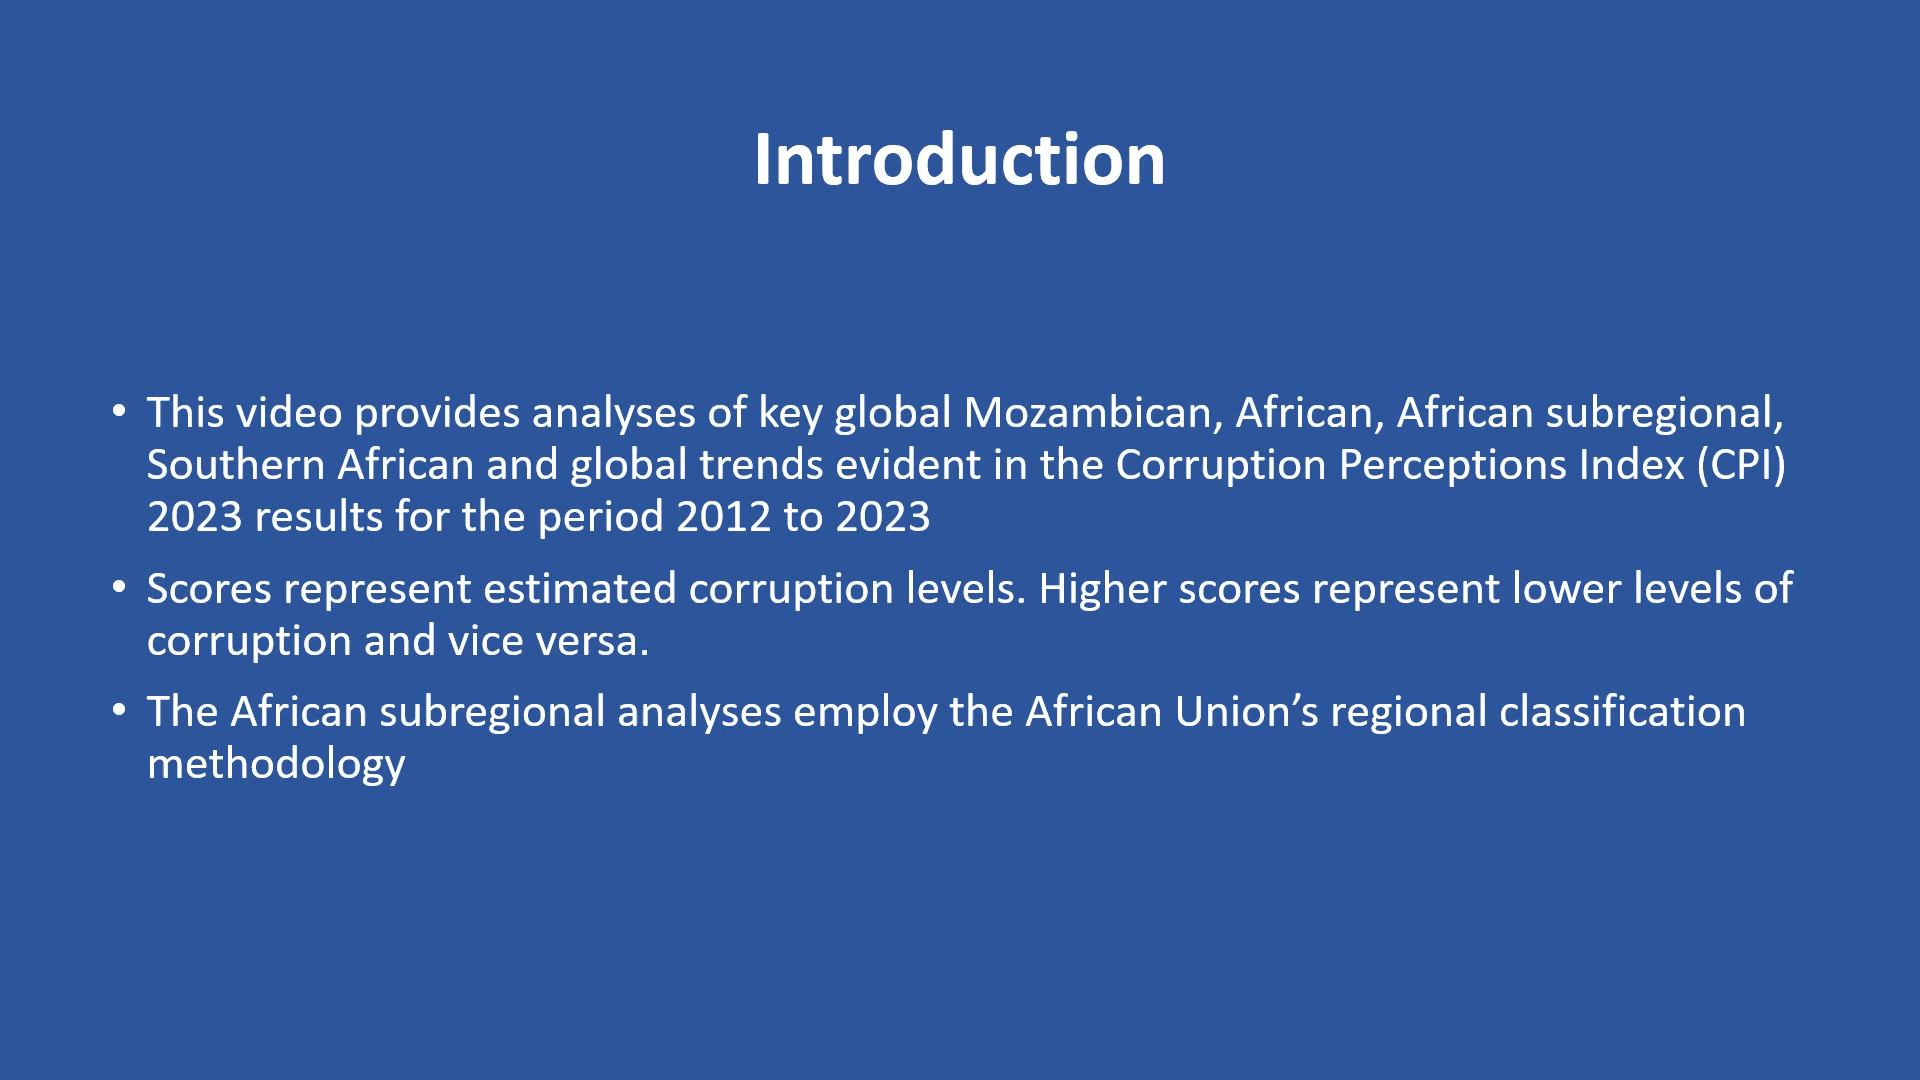 Introduction
• This video provides analyses of key global Mozambican, African, African subregional,
Southern African and global trends evident in the Corruption Perceptions Index (CPI)
2023 results for the period 2012 to 2023
• Scores represent estimated corruption levels. Higher scores represent lower levels of
corruption and vice versa.
• The African subregional analyses employ the African Union’s regional classification
methodology